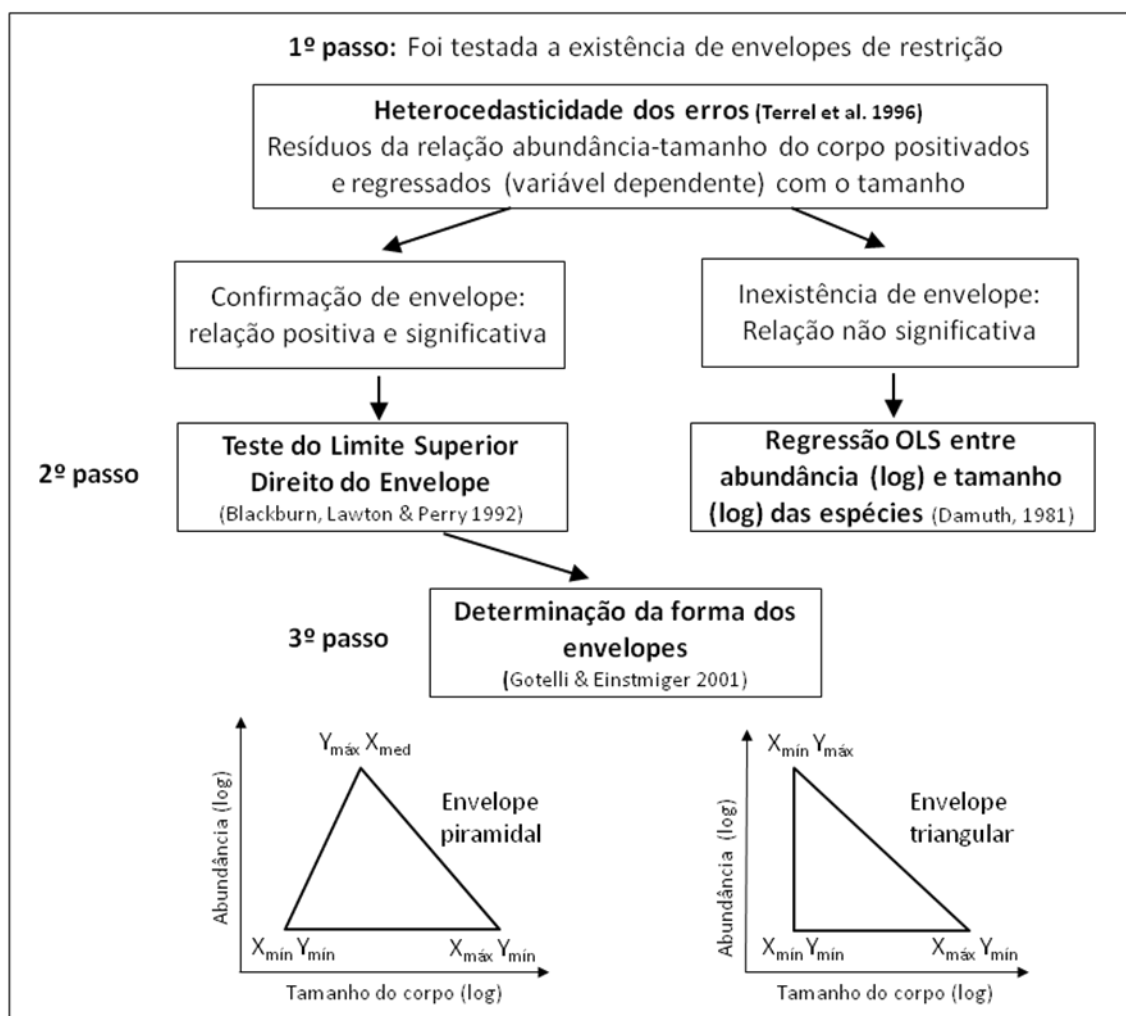 1º passo: Foi testada a existência de envelopes de restrição
Heterocedasticidade dos erros (Terrel et al. 1996)
Resíduos da relação abundância-tamanho do corpo positivados
e regressados (variável dependente) com o tamanho
Confirmação de envelope:
relação positiva e significativa
Inexistência de envelope:
Relação não significativa
2º passo
Teste do Limite Superior
Direito do Envelope
(Blackburn, Lawton & Perry 1992)
Regressão OLS entre
abundância (log) e tamanho
(log) das espécies (Damuth, 1981)
3º passo
Determinação da forma dos
envelopes
(Gotelli & Einstmiger 2001)
Abundância (log)
Ymáx Xmed
Envelope
piramidal
Xmín Ymín
Xmáx Ymín
Tamanho do corpo (log)
Abundância (log)
Xmín Ymáx
Envelope
triangular
Xmín Ymín
Xmáx Ymín
Tamanho do corpo (log)